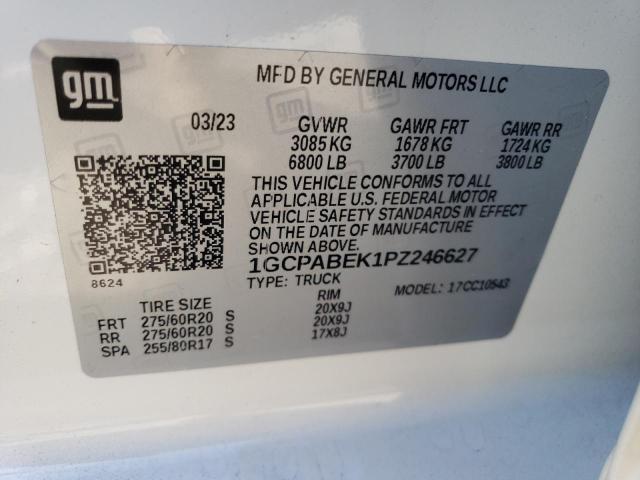 gm
MFD BY GENERAL MOTORS LLC
03/23 GVWR GAWR FRT GAWR RR
3085 KG 1678 KG 1724 KG
6800 LB 3700 LB 3800 LB
THIS VEHICLE CONFORMS TO ALL
APPLICABLE U.S. FEDERAL MOTOR
VEHICLE SAFETY STANDARDS IN EFFECT
ON THE DATE OF MANUFACTURE
SHOWN ABOVE.
1GCPABEK1PZ246627
8624
TYPE: TRUCK MODEL: 17CC10543
TIRE SIZE RIM
FRT 275/60R20 S 20X9J
RR 275/60R20 S 20X9J
SPA 255/80R17 S 17X8J